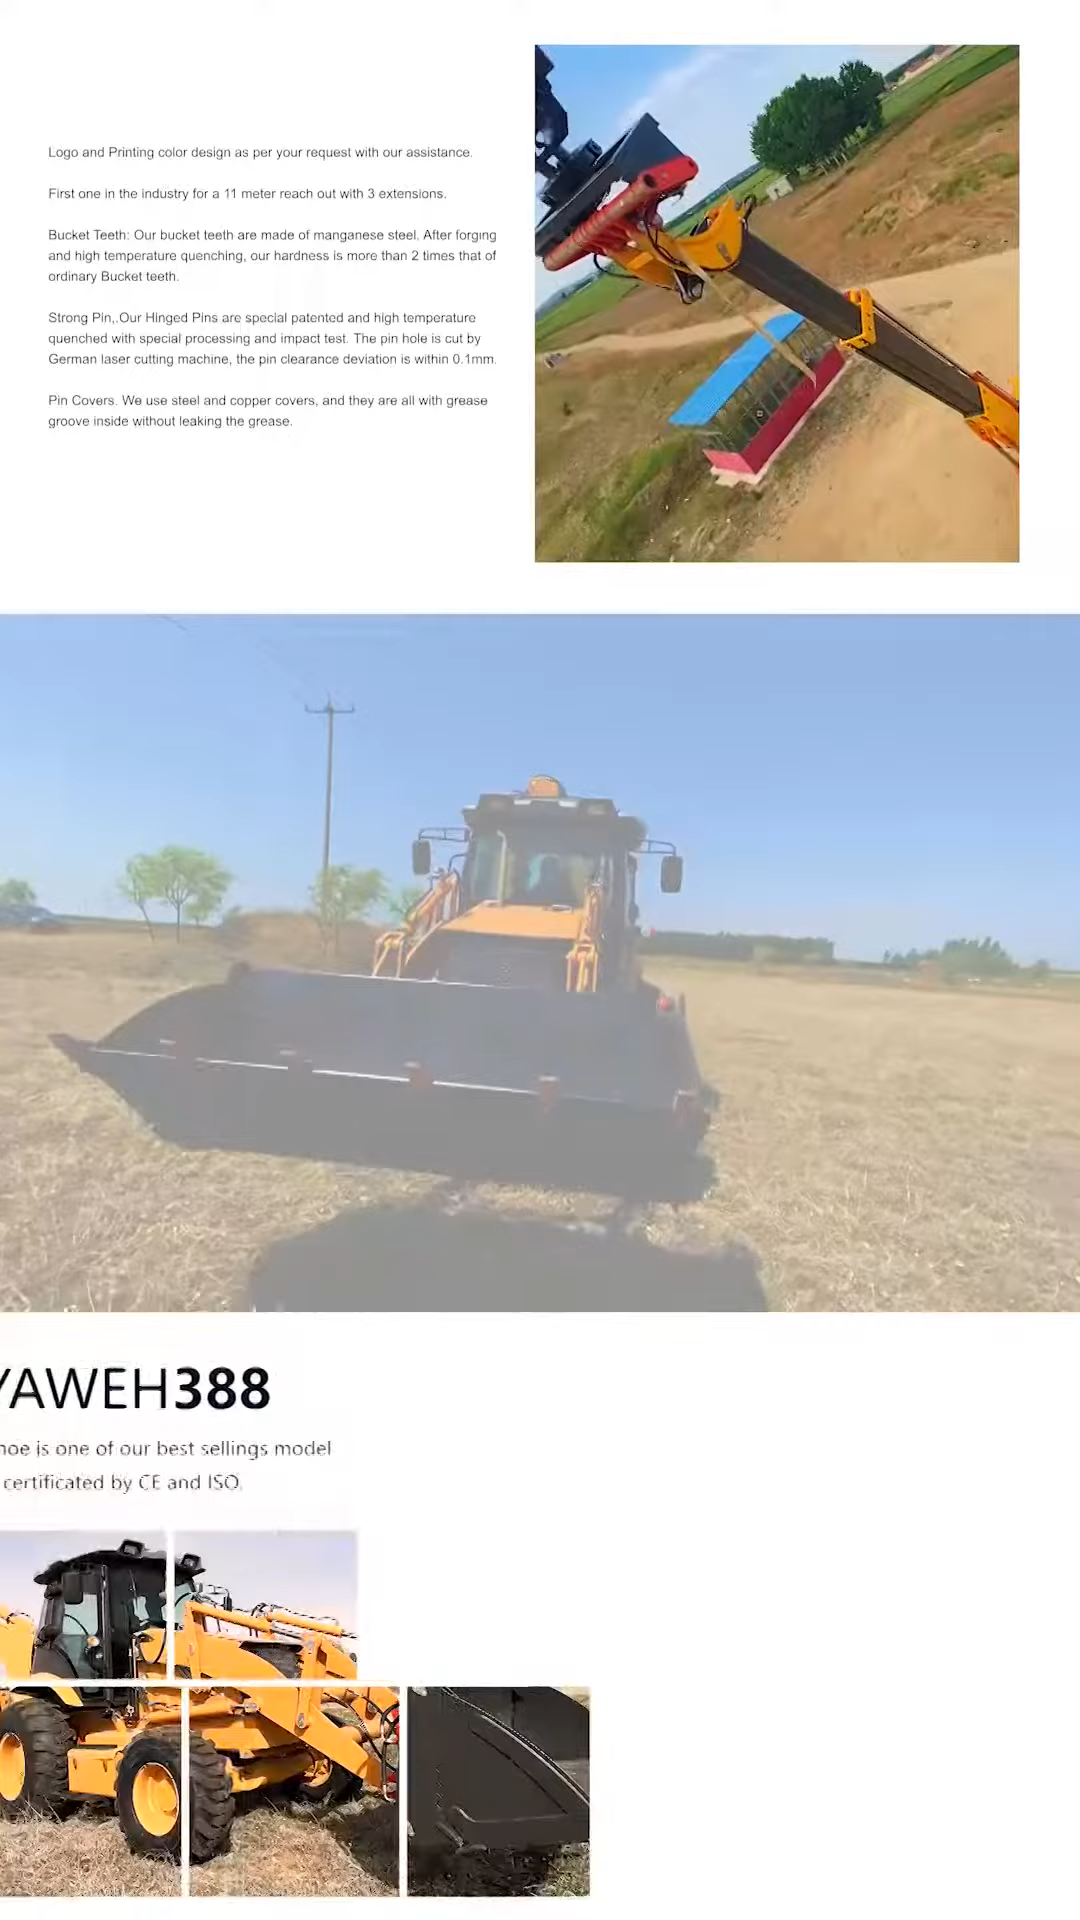 Logo and Printing color design as per your request with our assistance.
First one in the industry for a 11 meter reach out with 3 extensions.
Bucket Teeth: Our bucket teeth are made of manganese steel. After forging
and high temperature quenching, our hardness is more than 2 times that of
ordinary Bucket teeth.
Strong Pin,.Our Hinged Pins are special patented and high temperature
quenched with special processing and impact test. The pin hole is cut by
German laser cutting machine, the pin clearance deviation is within 0.1mm.
Pin Covers. We use steel and copper covers, and they are all with grease
groove inside without leaking the grease.
YAWEH388
hoe is one of our best sellings model
certificated by CE and ISO.